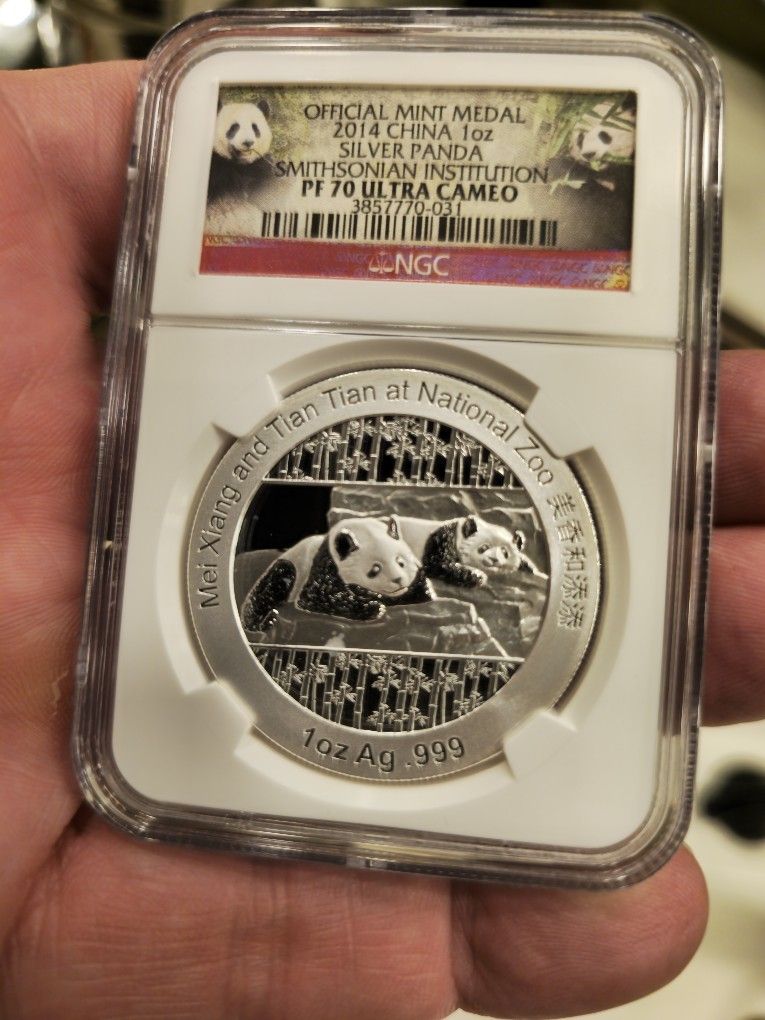 OFFICIAL MINT MEDAL
2014 CHINA 1oz
SILVER PANDA
SMITHSONIAN INSTITUTION
PF 70 ULTRA CAMEO
3857770-031
NGC
Mei Xiang and Tian Tian at National Zoo 美香和添添
1oz Ag .999